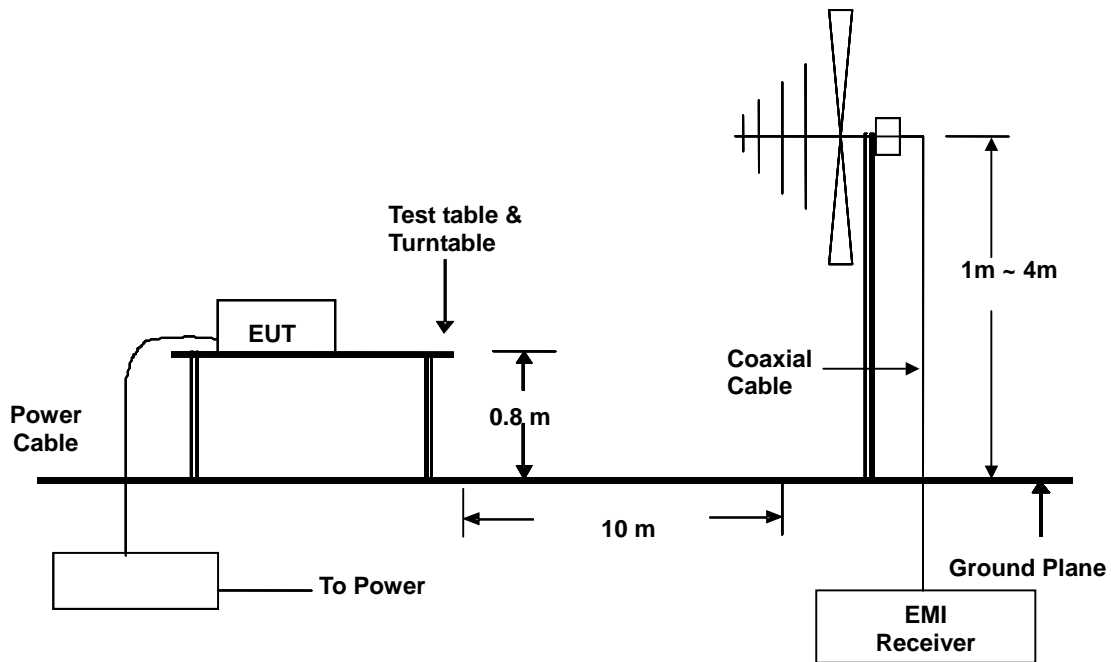 Test table &
Turntable
EUT
1m ~ 4m
Coaxial
Cable
0.8 m
Power
Cable
10 m
To Power
Ground Plane
EMI
Receiver